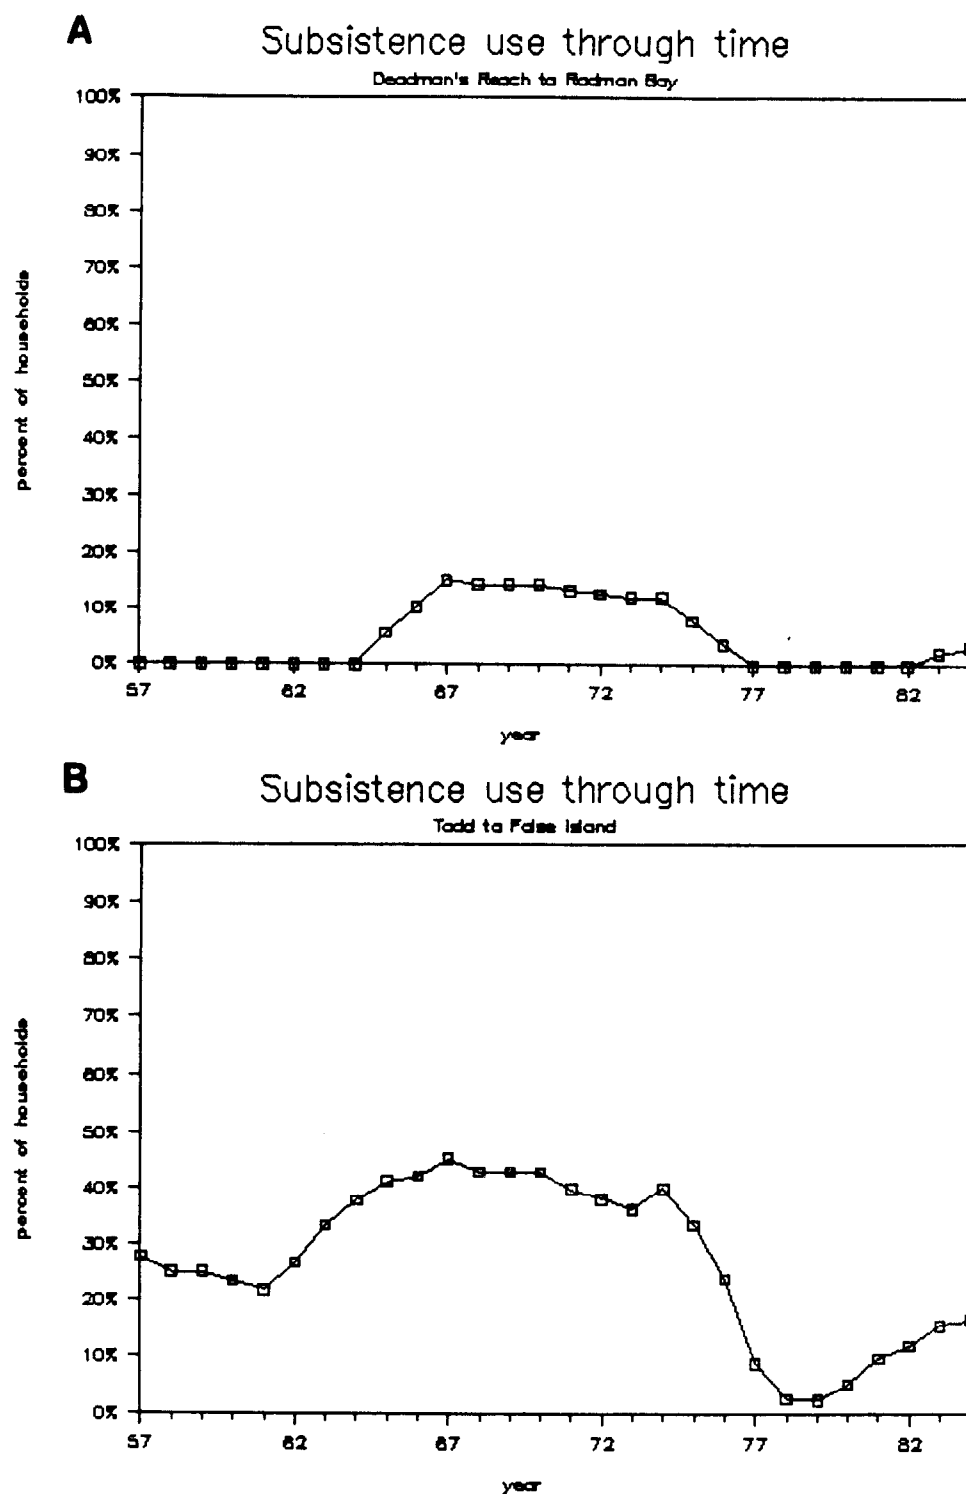 A
Subsistence use through time
Deadman's Reach to Rodman Bay
percent of households
100%
90%
80%
70%
60%
50%
40%
30%
20%
10%
0%
57 62 67 72 77 82
year
B
Subsistence use through time
Todd to False Island
percent of households
100%
90%
80%
70%
60%
50%
40%
30%
20%
10%
0%
57 62 67 72 77 82
year